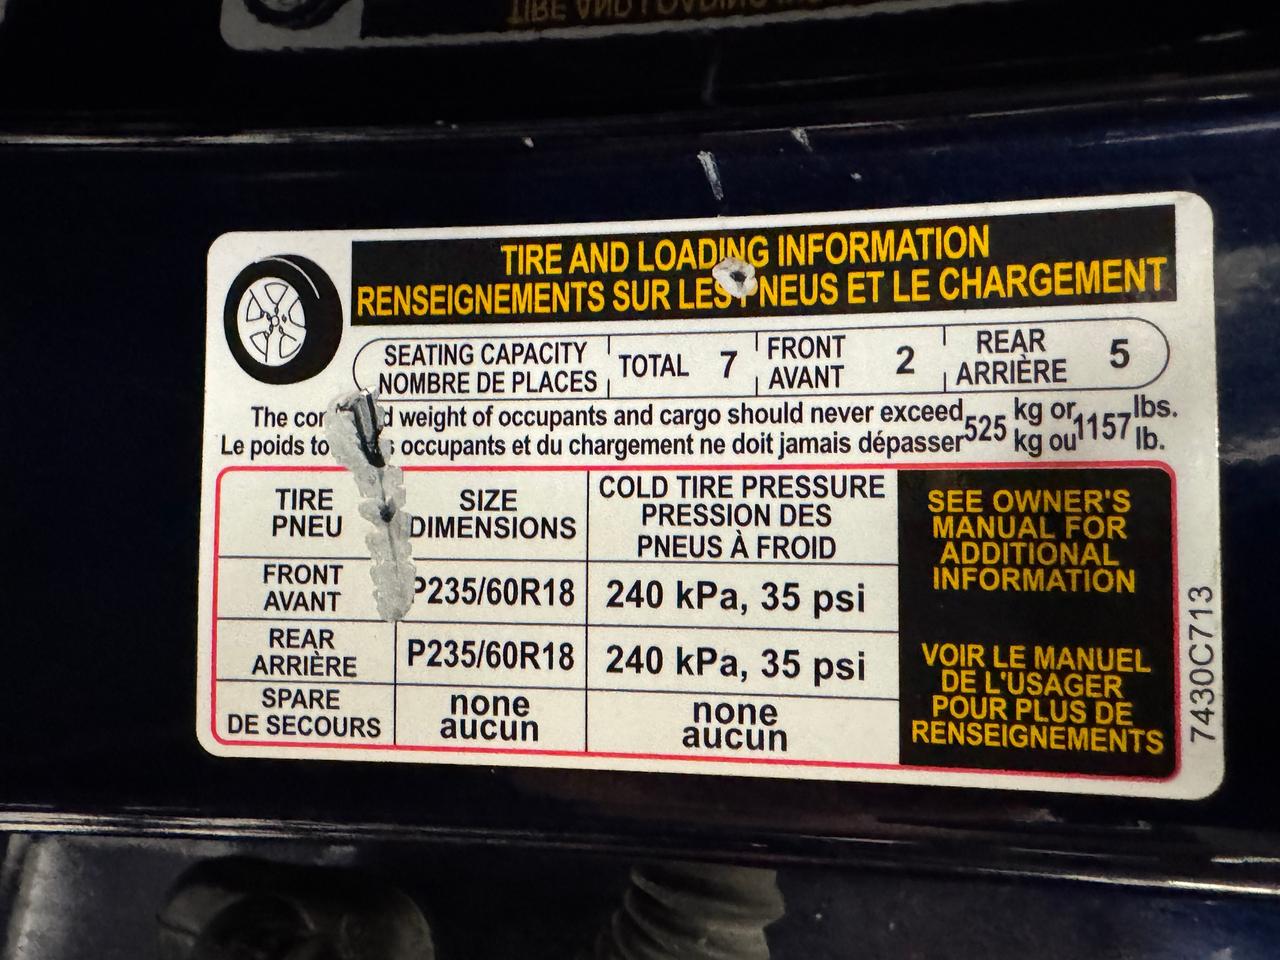 TIRE AND LOADING INFORMATION
RENSEIGNEMENTS SUR LES PNEUS ET LE CHARGEMENT
SEATING CAPACITY
NOMBRE DE PLACES
TOTAL 7
FRONT
AVANT
2
REAR
ARRIÈRE
5
The weight of occupants and cargo should never exceed 525 kg or 1157 lbs.
Le poids occupants et du chargement ne doit jamais dépasser kg ou lb.
TIRE
PNEU
SIZE
DIMENSIONS
COLD TIRE PRESSURE
PRESSION DES
PNEUS À FROID
FRONT
AVANT
P235/60R18
240 kPa, 35 psi
REAR
ARRIÈRE
P235/60R18
240 kPa, 35 psi
SPARE
DE SECOURS
none
aucun
none
aucun
SEE OWNER'S
MANUAL FOR
ADDITIONAL
INFORMATION
VOIR LE MANUEL
DE L'USAGER
POUR PLUS DE
RENSEIGNEMENTS
7430C713